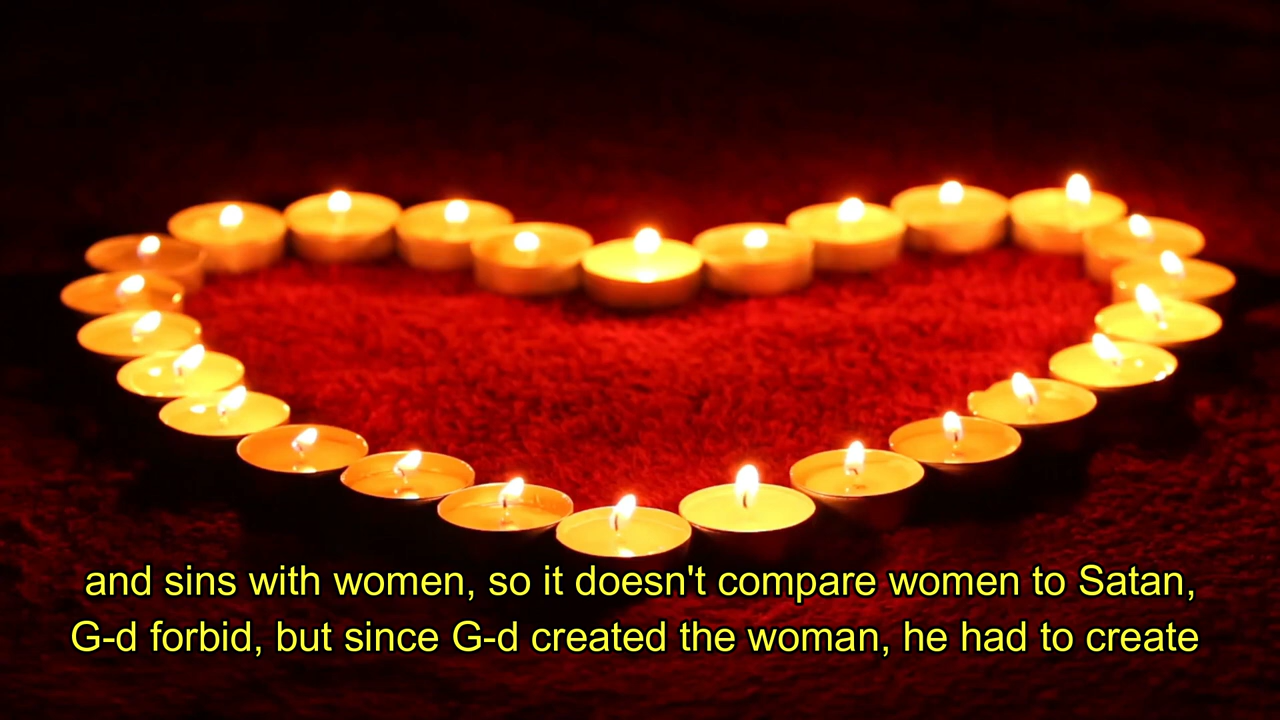 and sins with women, so it doesn't compare women to Satan,
G-d forbid, but since G-d created the woman, he had to create